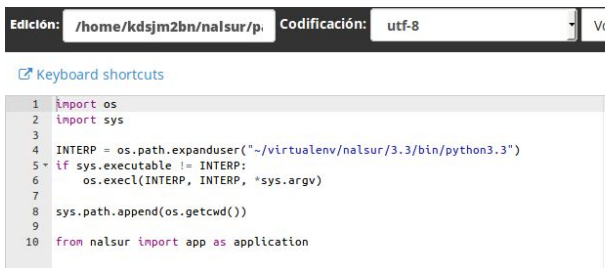 Edición: /home/kdsjm2bn/nalsur/p Codificación: utf-8
Keyboard shortcuts
1 import os
2 import sys
3
4 INTERP = os.path.expanduser("~/virtualenv/nalsur/3.3/bin/python3.3")
5 if sys.executable != INTERP:
6 os.execl(INTERP, INTERP, *sys.argv)
7
8 sys.path.append(os.getcwd())
9
10 from nalsur import app as application